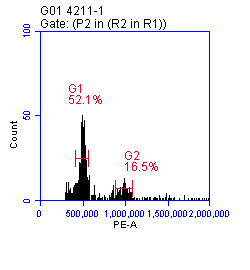 G01 4211-1
Gate: (P2 in (R2 in R1))
100
G1
52.1%
50
G2
16.5%
Count
0
0 500,000 1,000,000 1,500,000 2,000,000
PE-A